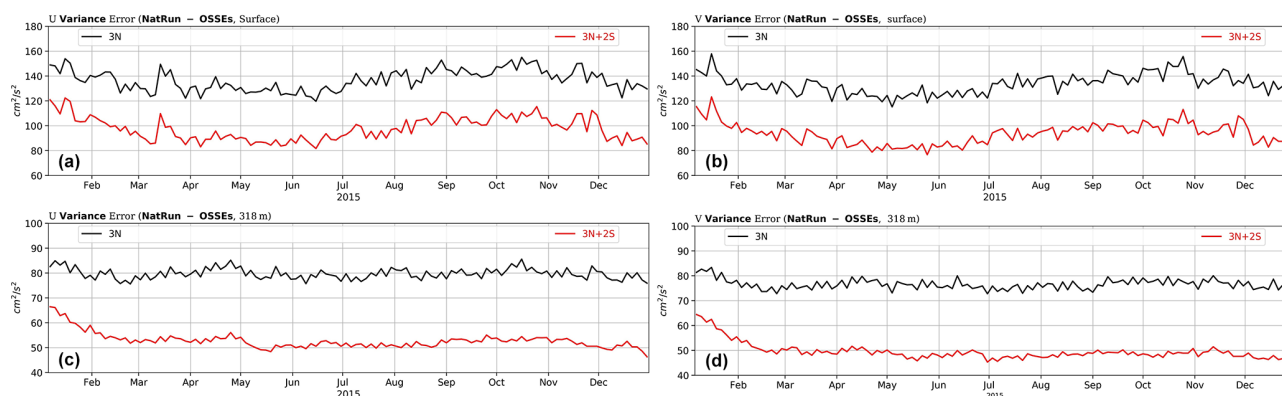 U Variance Error (NatRun − OSSEs, Surface)
3N
3N+2S
180
160
140
120
100
80
60
cm²/s²
(a)
Feb Mar Apr May Jun Jul Aug Sep Oct Nov Dec
2015
V Variance Error (NatRun − OSSEs, surface)
3N
3N+2S
180
160
140
120
100
80
60
cm²/s²
(b)
Feb Mar Apr May Jun Jul Aug Sep Oct Nov Dec
2015
U Variance Error (NatRun − OSSEs, 318 m)
3N
3N+2S
100
90
80
70
60
50
40
cm²/s²
(c)
Feb Mar Apr May Jun Jul Aug Sep Oct Nov Dec
2015
V Variance Error (NatRun − OSSEs, 318 m)
3N
3N+2S
100
90
80
70
60
50
40
cm²/s²
(d)
Feb Mar Apr May Jun Jul Aug Sep Oct Nov Dec
2015